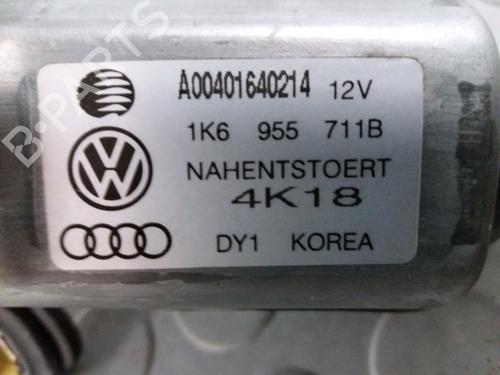 B-PARTS
A00401640214 12V
1K6 955 711B
NAHENTSTOERT
4K18
DY1 KOREA